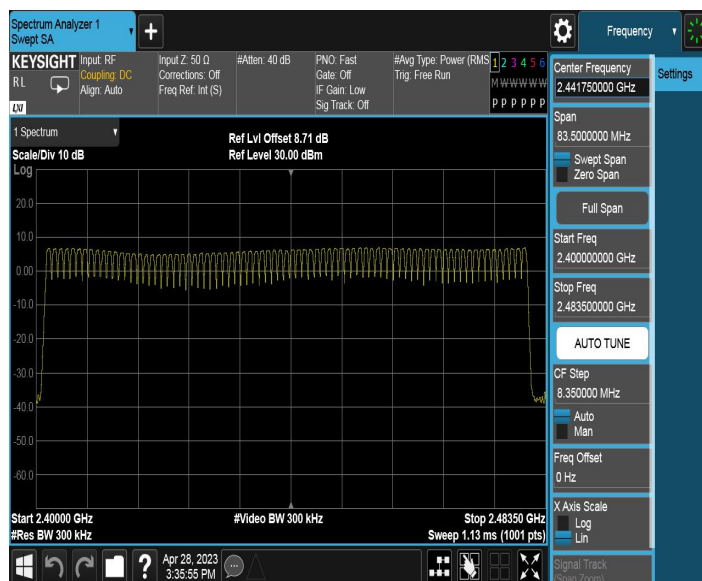 Spectrum Analyzer 1
Swept SA
+
Frequency
KEYSIGHT
R L
LXI
Input: RF
Coupling: DC
Align: Auto
Input Z: 50 Ω
Corrections: Off
Freq Ref: Int (S)
#Atten: 40 dB
PNO: Fast
Gate: Off
IF Gain: Low
Sig Track: Off
#Avg Type: Power (RMS
Trig: Free Run
1 2 3 4 5 6
M W W W W W
P P P P P P
1 Spectrum
Scale/Div 10 dB
Ref Lvl Offset 8.71 dB
Ref Level 30.00 dBm
Log
20.0
10.0
0.00
-10.0
-20.0
-30.0
-40.0
-50.0
-60.0
Start 2.40000 GHz
#Res BW 300 kHz
#Video BW 300 kHz
Stop 2.48350 GHz
Sweep 1.13 ms (1001 pts)
Center Frequency
2.441750000 GHz
Settings
Span
83.5000000 MHz
Swept Span
Zero Span
Full Span
Start Freq
2.400000000 GHz
Stop Freq
2.483500000 GHz
AUTO TUNE
CF Step
8.350000 MHz
Auto
Man
Freq Offset
0 Hz
X Axis Scale
Log
Lin
Signal Track
(Span Zoom)
?
Apr 28, 2023
3:35:55 PM